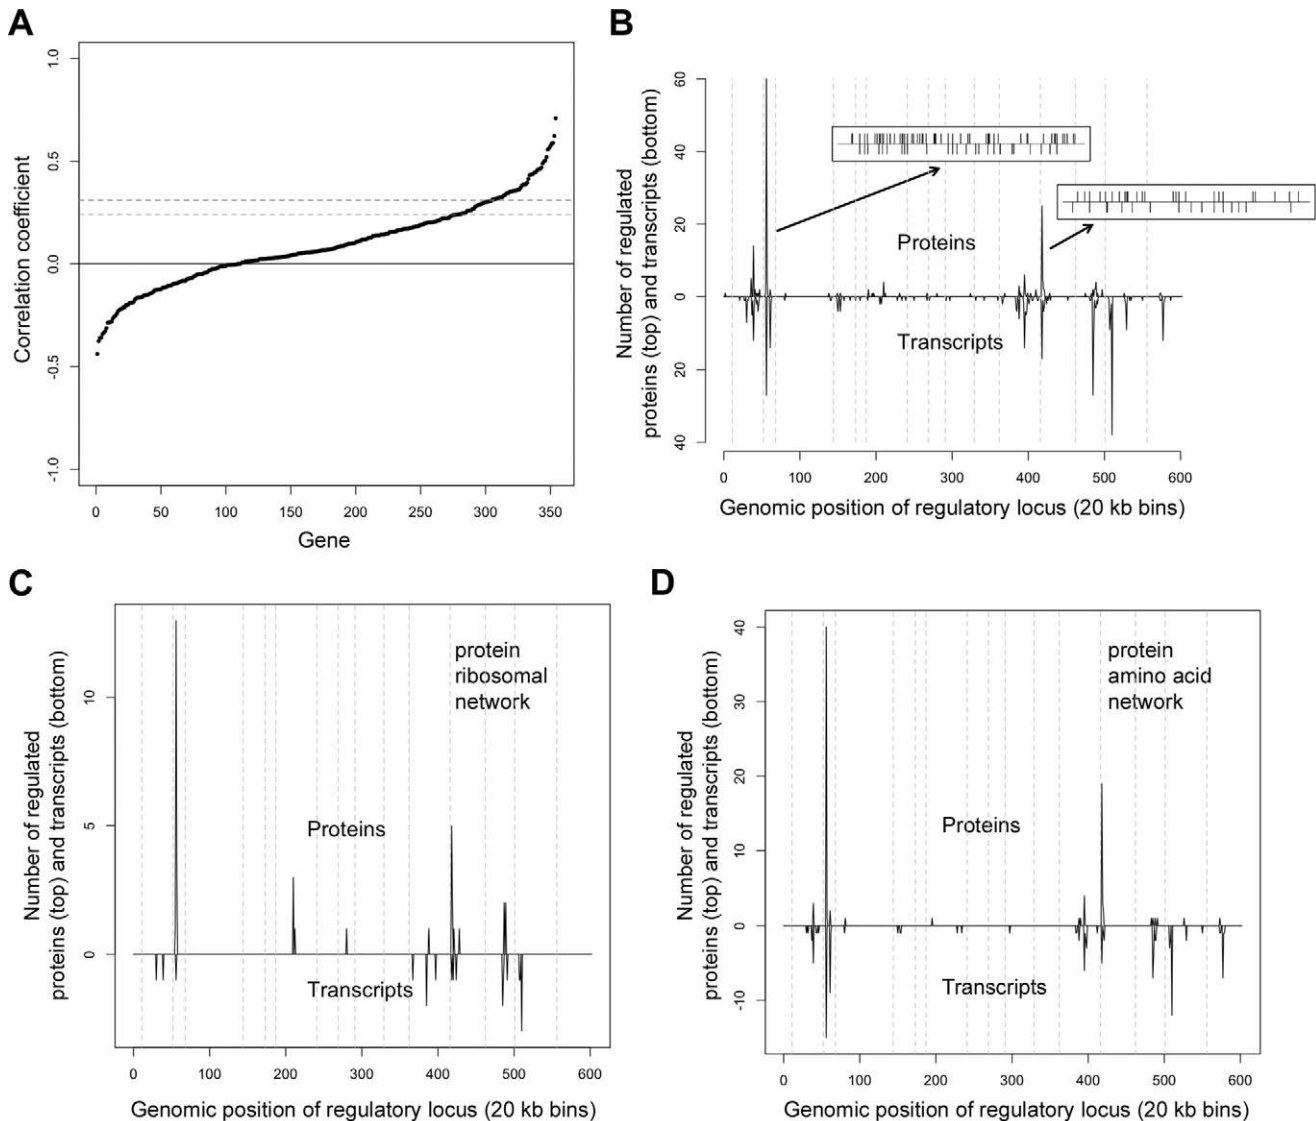 A
Correlation coefficient
1.0
0.5
0.0
-0.5
-1.0
0 50 100 150 200 250 300 350
Gene
B
Number of regulated
proteins (top) and transcripts (bottom)
60
40
20
0
20
40
Proteins
Transcripts
0 100 200 300 400 500 600
Genomic position of regulatory locus (20 kb bins)
C
Number of regulated
proteins (top) and transcripts (bottom)
10
5
0
protein
ribosomal
network
Proteins
Transcripts
0 100 200 300 400 500 600
Genomic position of regulatory locus (20 kb bins)
D
Number of regulated
proteins (top) and transcripts (bottom)
40
30
20
10
0
-10
protein
amino acid
network
Proteins
Transcripts
0 100 200 300 400 500 600
Genomic position of regulatory locus (20 kb bins)